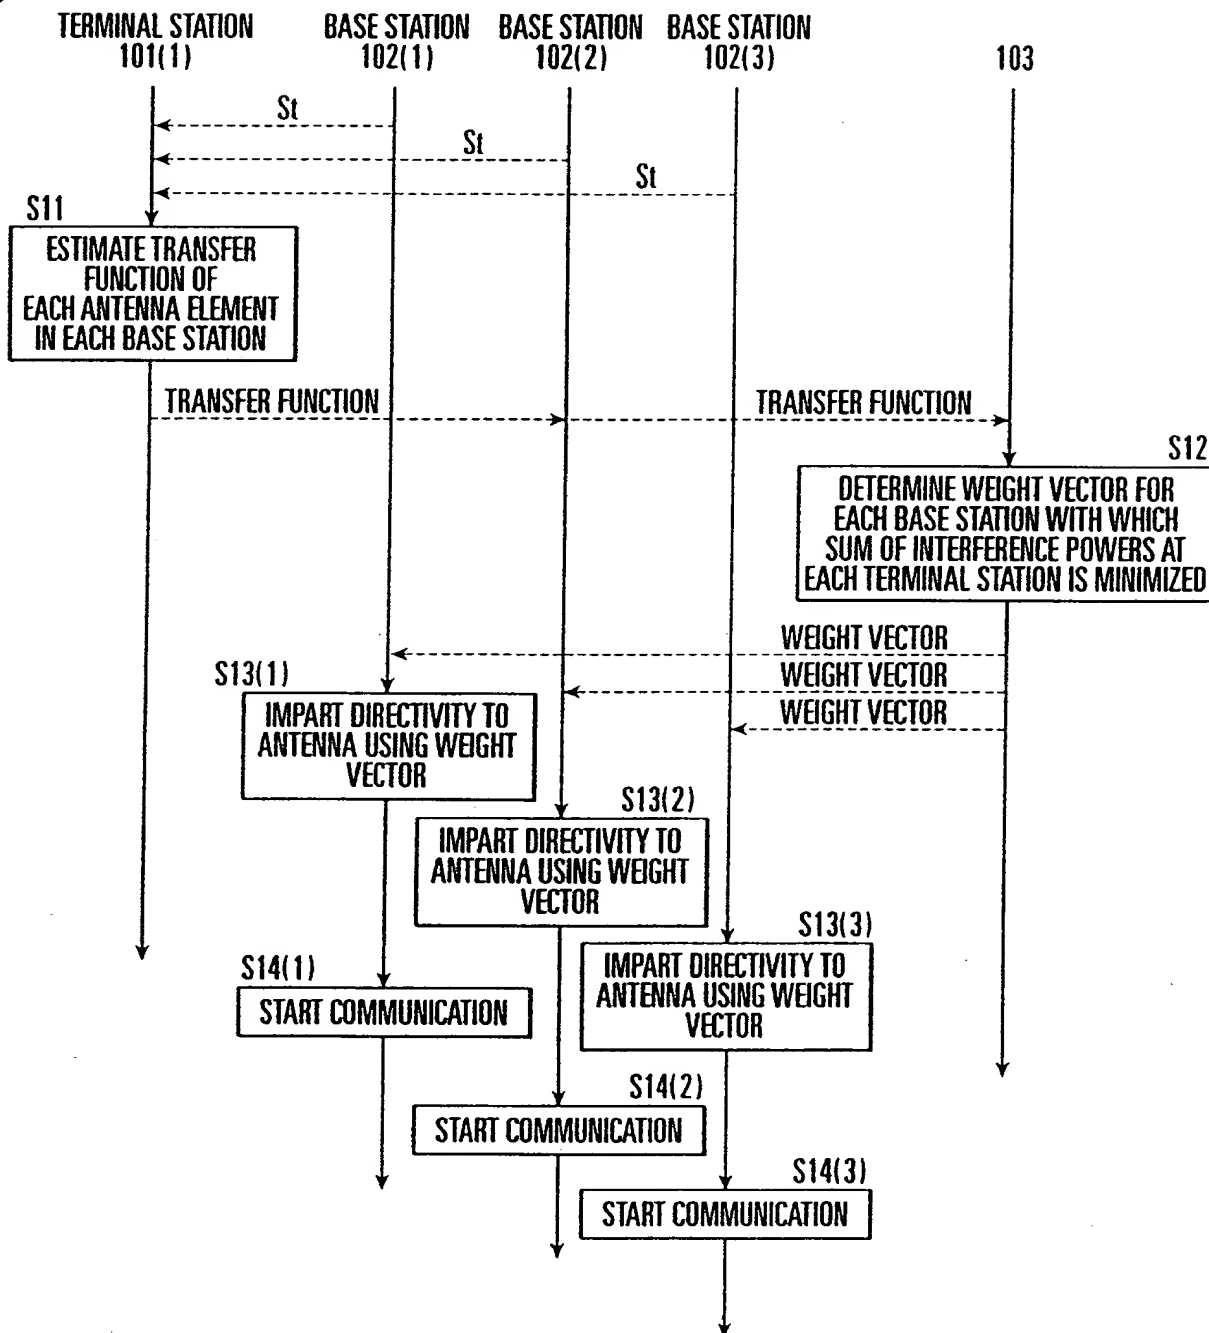 TERMINAL STATION
101(1)
BASE STATION
102(1)
BASE STATION
102(2)
BASE STATION
102(3)
103
St
St
St
S11
ESTIMATE TRANSFER
FUNCTION OF
EACH ANTENNA ELEMENT
IN EACH BASE STATION
TRANSFER FUNCTION
TRANSFER FUNCTION
S12
DETERMINE WEIGHT VECTOR FOR
EACH BASE STATION WITH WHICH
SUM OF INTERFERENCE POWERS AT
EACH TERMINAL STATION IS MINIMIZED
WEIGHT VECTOR
WEIGHT VECTOR
WEIGHT VECTOR
S13(1)
IMPART DIRECTIVITY TO
ANTENNA USING WEIGHT
VECTOR
S13(2)
IMPART DIRECTIVITY TO
ANTENNA USING WEIGHT
VECTOR
S13(3)
IMPART DIRECTIVITY TO
ANTENNA USING WEIGHT
VECTOR
S14(1)
START COMMUNICATION
S14(2)
START COMMUNICATION
S14(3)
START COMMUNICATION